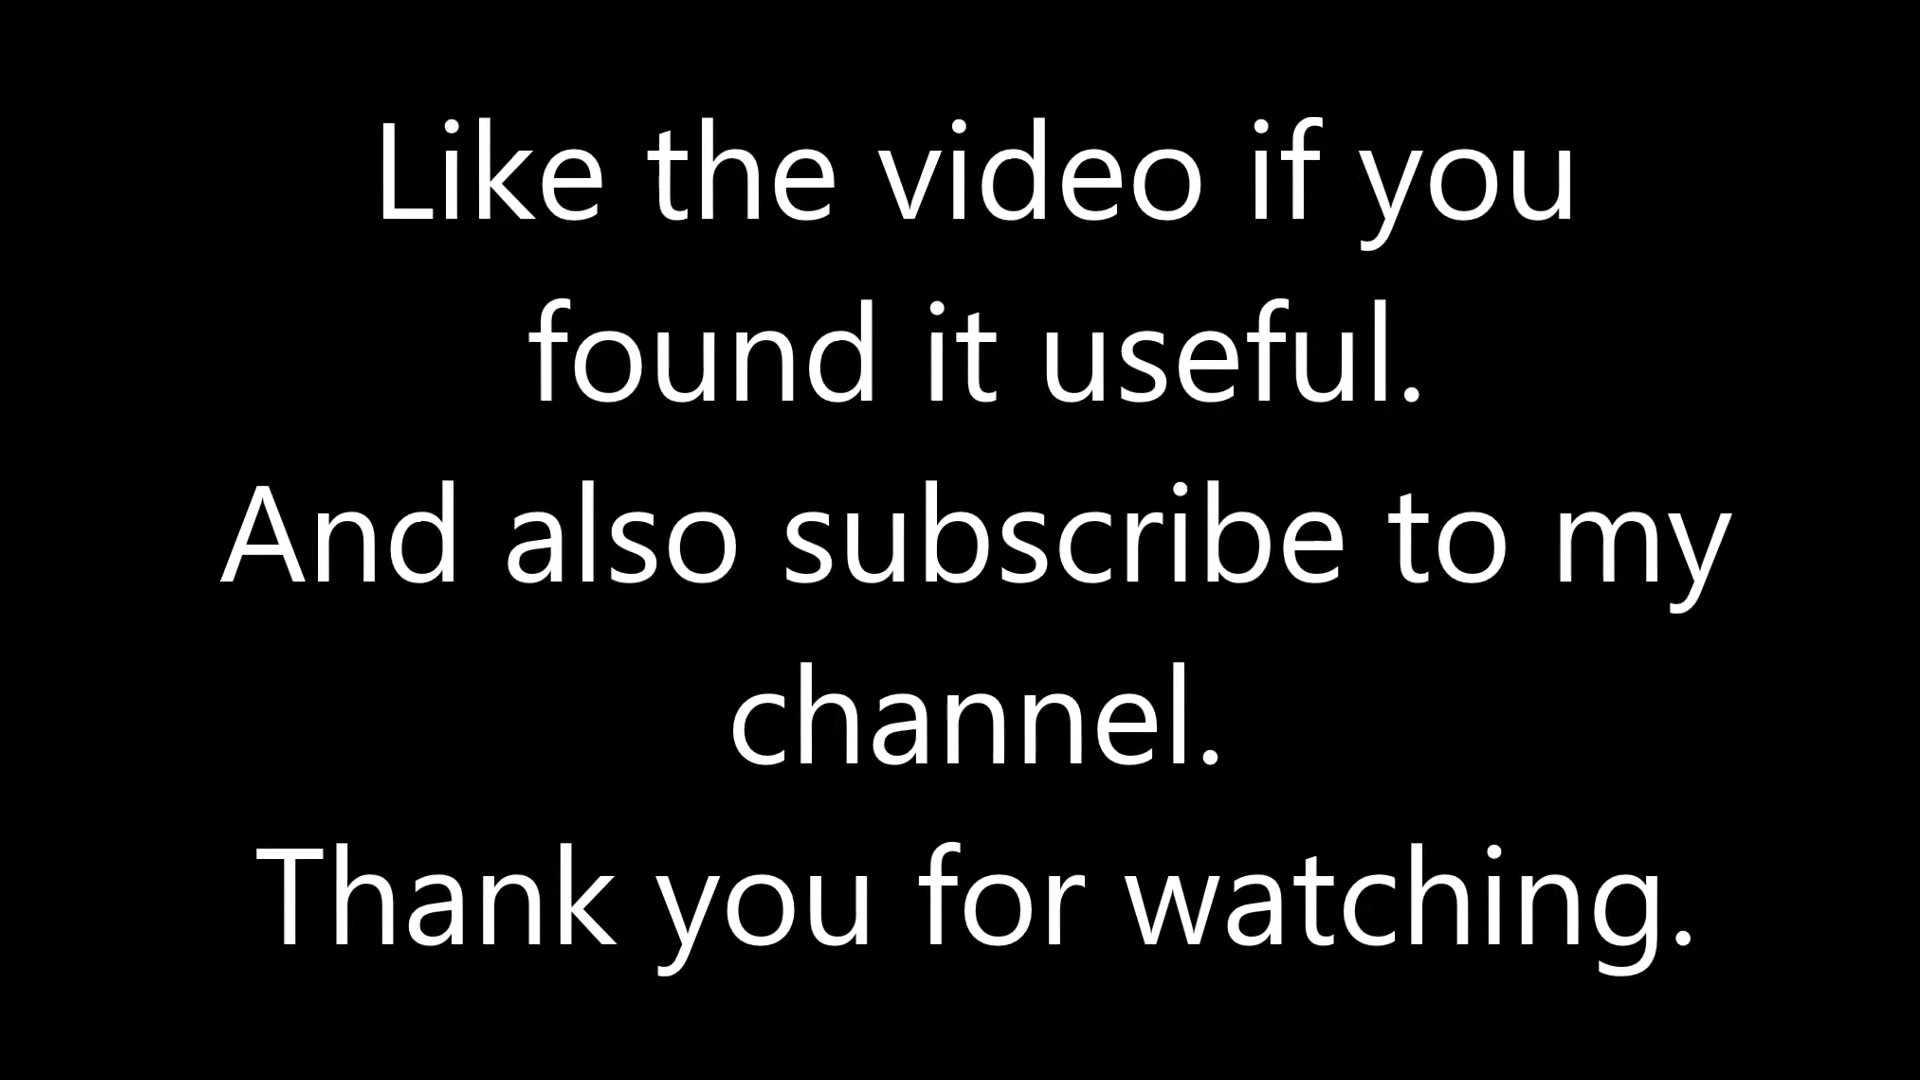 Like the video if you
found it useful.
And also subscribe to my
channel.
Thank you for watching.